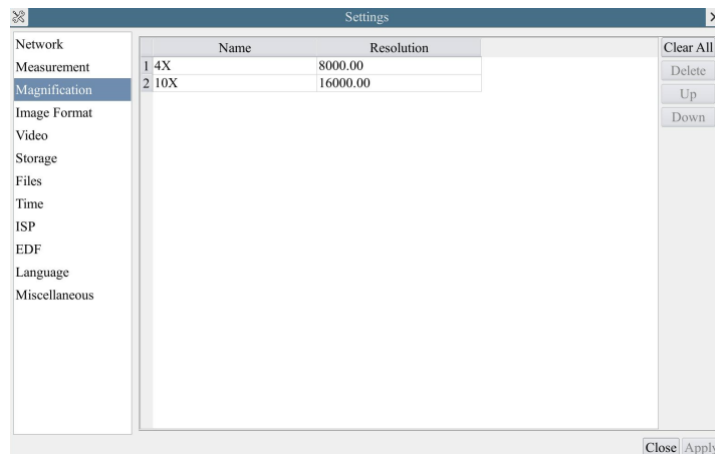 Settings
Network
Measurement
Magnification
Image Format
Video
Storage
Files
Time
ISP
EDF
Language
Miscellaneous
Name Resolution
1 4X 8000.00
2 10X 16000.00
Clear All
Delete
Up
Down
Close Apply